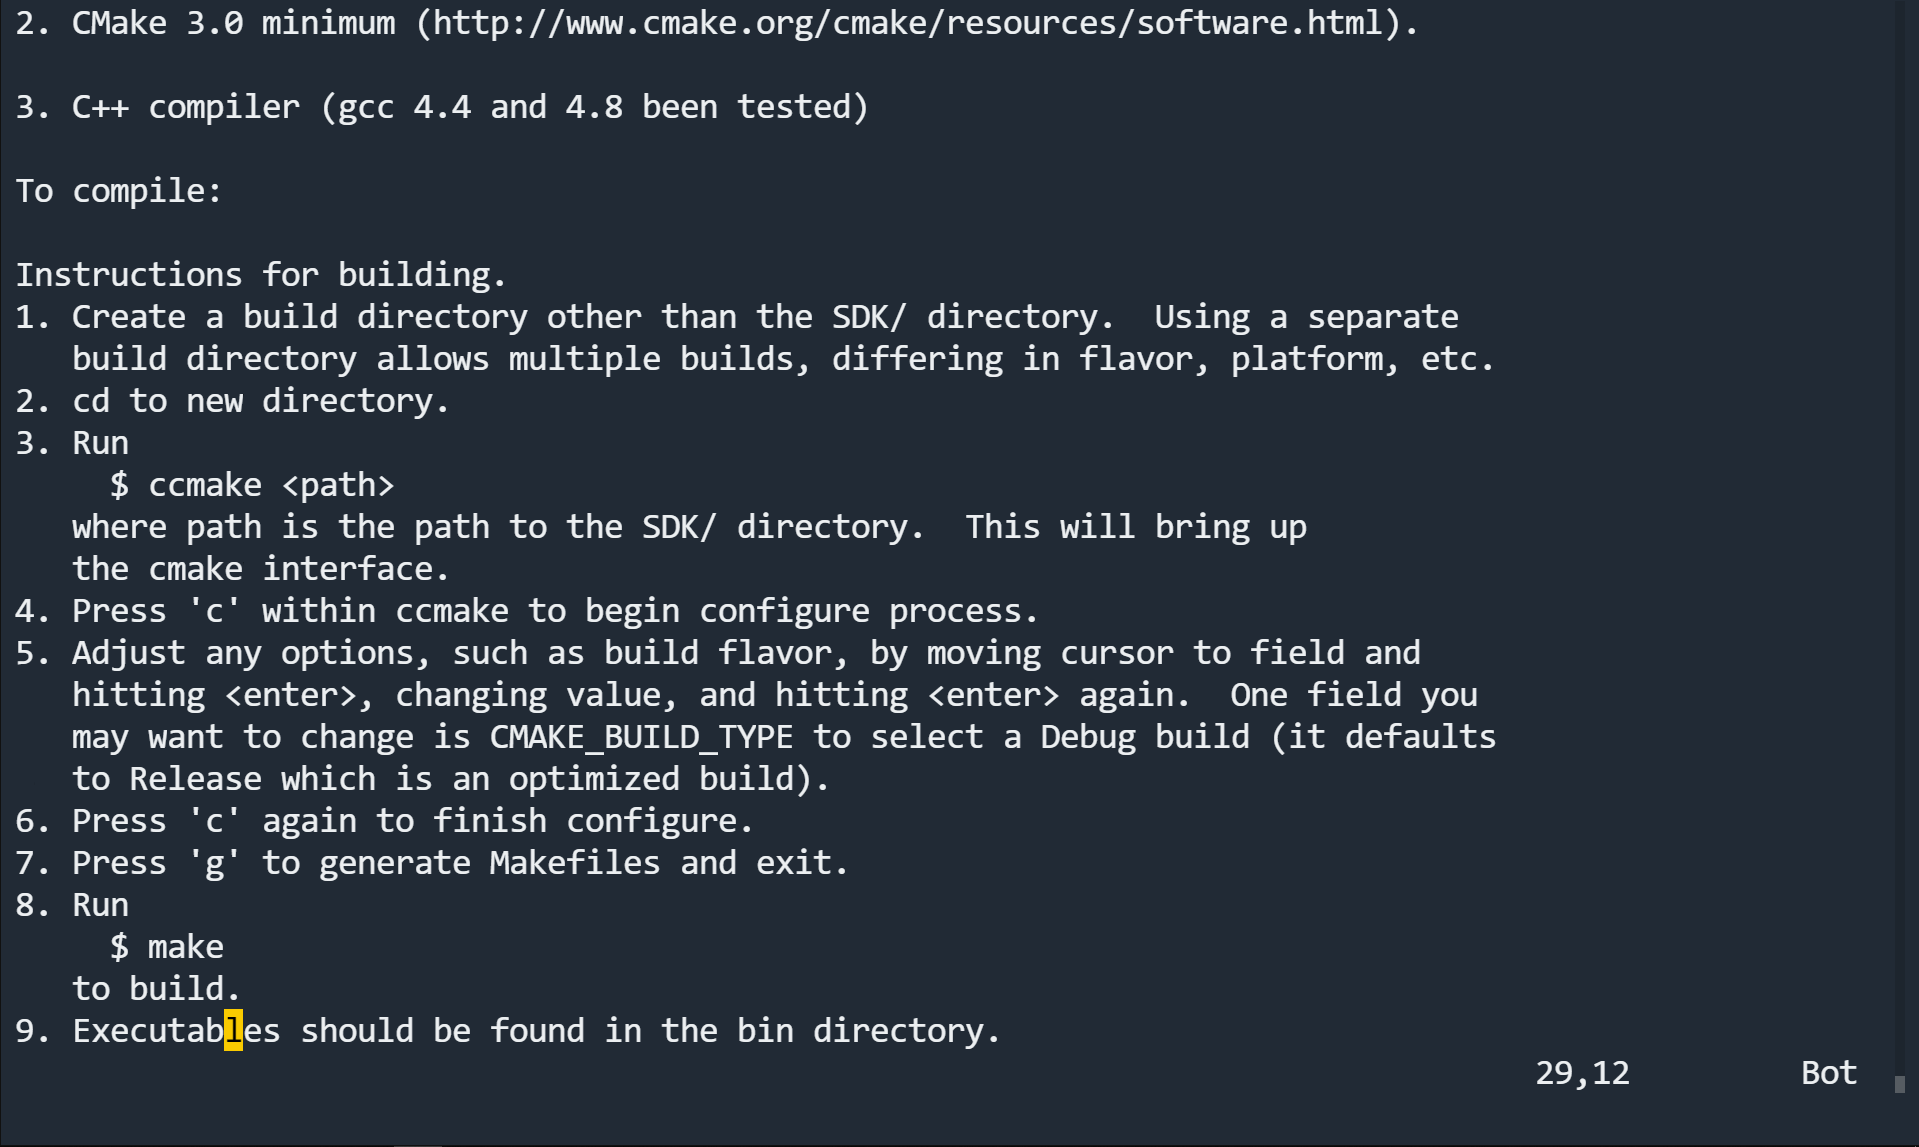 2. CMake 3.0 minimum (http://www.cmake.org/cmake/resources/software.html).
3. C++ compiler (gcc 4.4 and 4.8 been tested)
To compile:
Instructions for building.
1. Create a build directory other than the SDK/ directory.  Using a separate
   build directory allows multiple builds, differing in flavor, platform, etc.
2. cd to new directory.
3. Run
     $ ccmake <path>
   where path is the path to the SDK/ directory.  This will bring up
   the cmake interface.
4. Press 'c' within ccmake to begin configure process.
5. Adjust any options, such as build flavor, by moving cursor to field and
   hitting <enter>, changing value, and hitting <enter> again.  One field you
   may want to change is CMAKE_BUILD_TYPE to select a Debug build (it defaults
   to Release which is an optimized build).
6. Press 'c' again to finish configure.
7. Press 'g' to generate Makefiles and exit.
8. Run
     $ make
   to build.
9. Executables should be found in the bin directory.
29,12 Bot